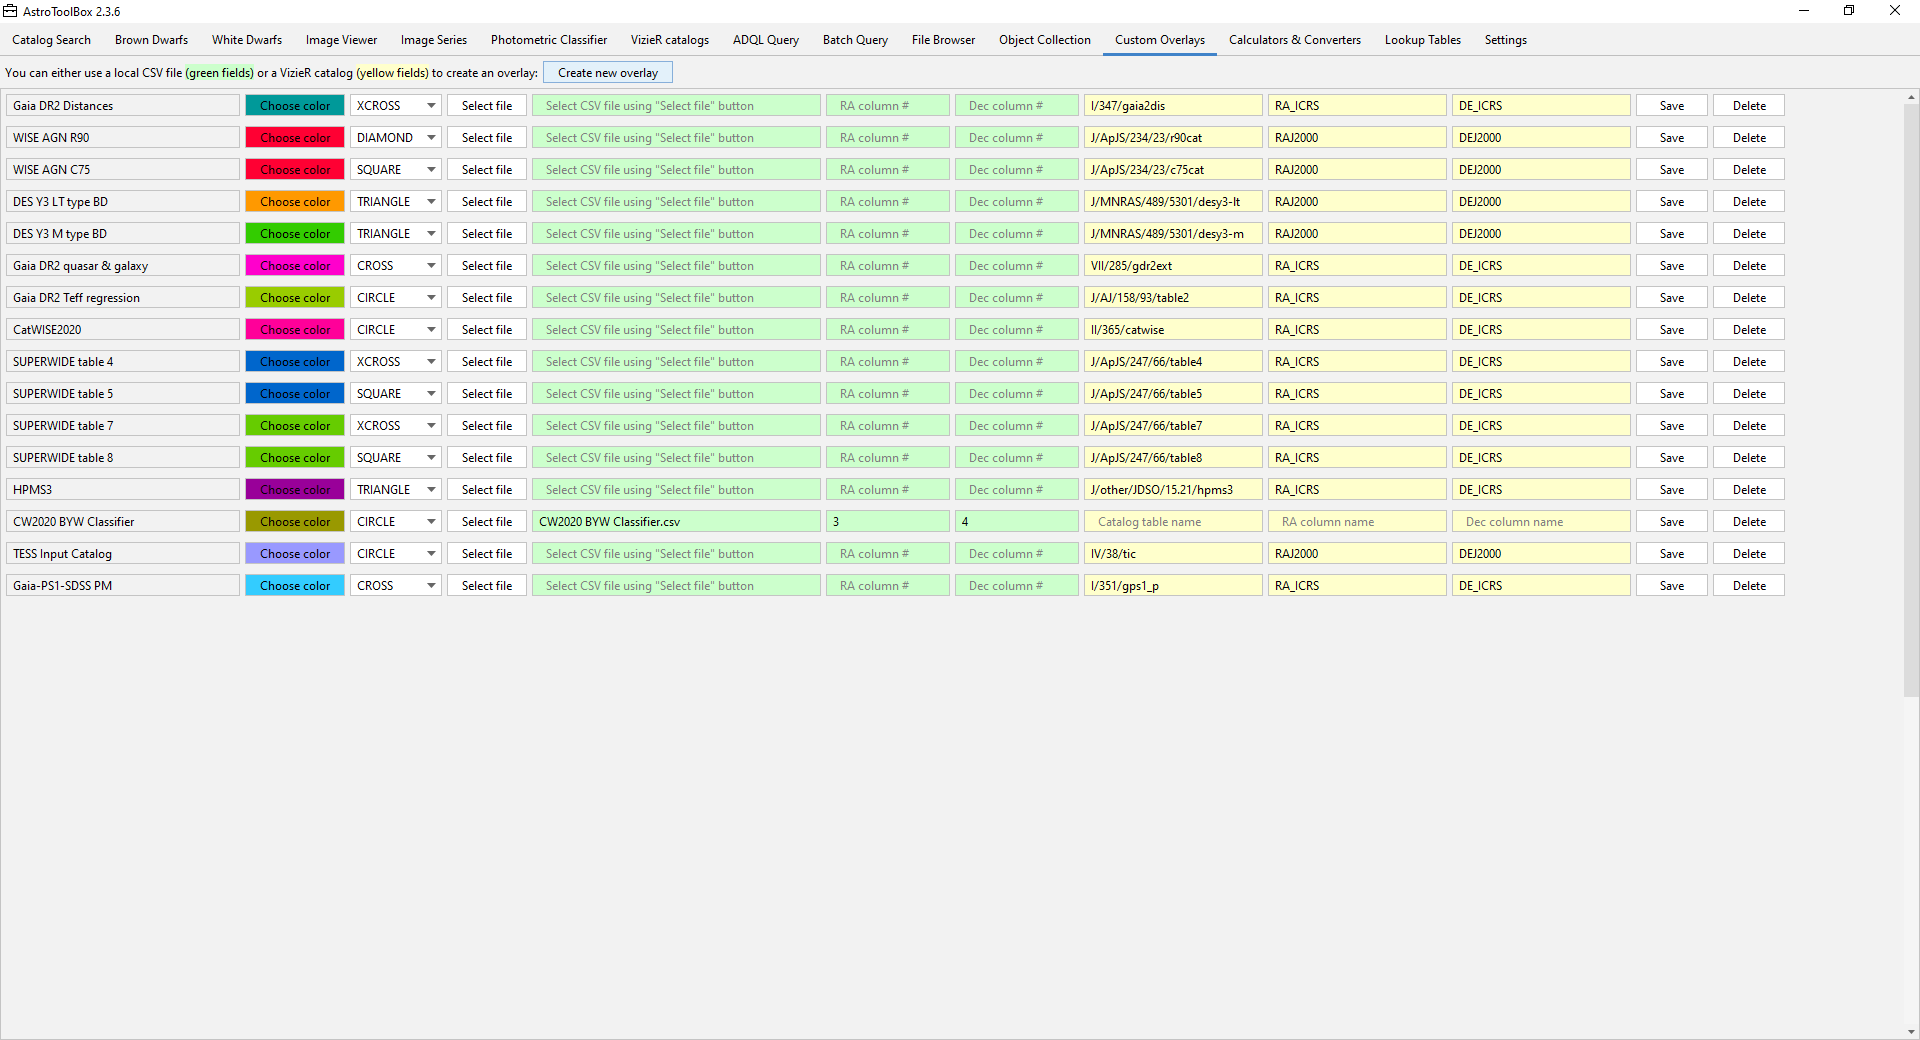 AstroToolBox 2.3.6
Catalog Search Brown Dwarfs White Dwarfs Image Viewer Image Series Photometric Classifier VizieR catalogs ADQL Query Batch Query File Browser Object Collection Custom Overlays Calculators & Converters Lookup Tables Settings
You can either use a local CSV file (green fields) or a VizieR catalog (yellow fields) to create an overlay: Create new overlay
Gaia DR2 Distances Choose color XCROSS Select file Select CSV file using "Select file" button RA column # Dec column # I/347/gaia2dis RA_ICRS DE_ICRS Save Delete
WISE AGN R90 Choose color DIAMOND Select file Select CSV file using "Select file" button RA column # Dec column # J/ApJS/234/23/r90cat RAJ2000 DEJ2000 Save Delete
WISE AGN C75 Choose color SQUARE Select file Select CSV file using "Select file" button RA column # Dec column # J/ApJS/234/23/c75cat RAJ2000 DEJ2000 Save Delete
DES Y3 LT type BD Choose color TRIANGLE Select file Select CSV file using "Select file" button RA column # Dec column # J/MNRAS/489/5301/desy3-lt RAJ2000 DEJ2000 Save Delete
DES Y3 M type BD Choose color TRIANGLE Select file Select CSV file using "Select file" button RA column # Dec column # J/MNRAS/489/5301/desy3-m RAJ2000 DEJ2000 Save Delete
Gaia DR2 quasar & galaxy Choose color CROSS Select file Select CSV file using "Select file" button RA column # Dec column # VII/285/gdr2ext RA_ICRS DE_ICRS Save Delete
Gaia DR2 Teff regression Choose color CIRCLE Select file Select CSV file using "Select file" button RA column # Dec column # J/AJ/158/93/table2 RA_ICRS DE_ICRS Save Delete
CatWISE2020 Choose color CIRCLE Select file Select CSV file using "Select file" button RA column # Dec column # II/365/catwise RA_ICRS DE_ICRS Save Delete
SUPERWIDE table 4 Choose color XCROSS Select file Select CSV file using "Select file" button RA column # Dec column # J/ApJS/247/66/table4 RA_ICRS DE_ICRS Save Delete
SUPERWIDE table 5 Choose color SQUARE Select file Select CSV file using "Select file" button RA column # Dec column # J/ApJS/247/66/table5 RA_ICRS DE_ICRS Save Delete
SUPERWIDE table 7 Choose color XCROSS Select file Select CSV file using "Select file" button RA column # Dec column # J/ApJS/247/66/table7 RA_ICRS DE_ICRS Save Delete
SUPERWIDE table 8 Choose color SQUARE Select file Select CSV file using "Select file" button RA column # Dec column # J/ApJS/247/66/table8 RA_ICRS DE_ICRS Save Delete
HPMS3 Choose color TRIANGLE Select file Select CSV file using "Select file" button RA column # Dec column # J/other/JDSO/15.21/hpms3 RA_ICRS DE_ICRS Save Delete
CW2020 BYW Classifier Choose color CIRCLE Select file CW2020 BYW Classifier.csv 3 4 Catalog table name RA column name Dec column name Save Delete
TESS Input Catalog Choose color CIRCLE Select file Select CSV file using "Select file" button RA column # Dec column # IV/38/tic RAJ2000 DEJ2000 Save Delete
Gaia-PS1-SDSS PM Choose color CROSS Select file Select CSV file using "Select file" button RA column # Dec column # I/351/gps1_p RA_ICRS DE_ICRS Save Delete